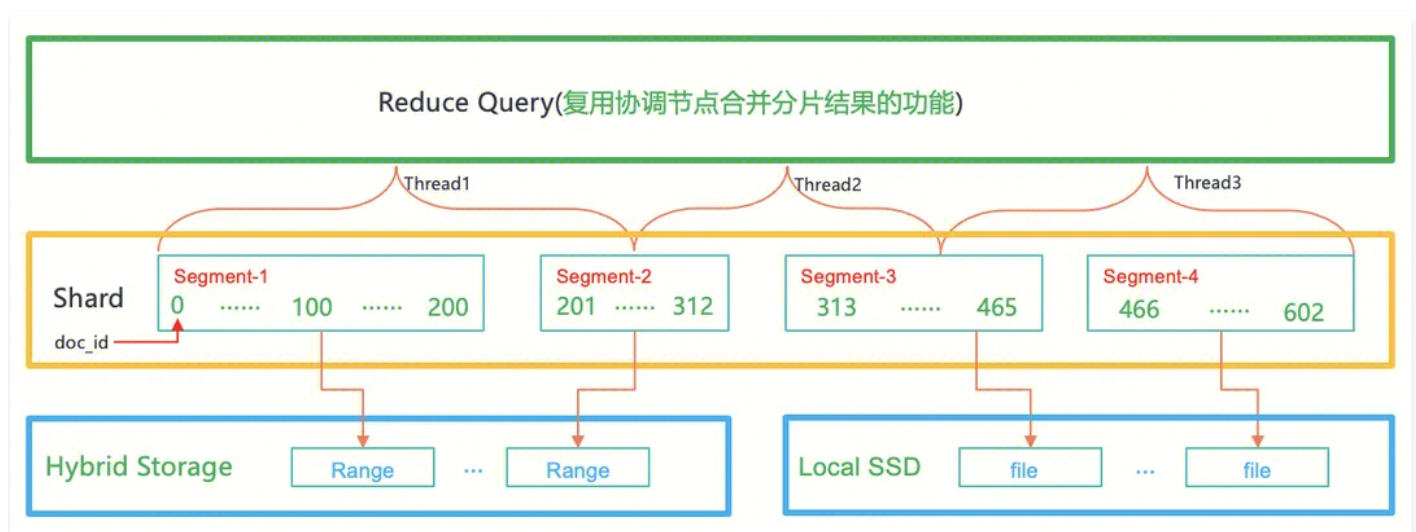 Reduce Query(复用协调节点合并分片结果的功能)
Thread1
Thread2
Thread3
Segment-1
Segment-2
Segment-3
Segment-4
Shard
0 ...... 100 ...... 200
201 ...... 312
313 ...... 465
466 ...... 602
doc_id
Hybrid Storage
Range
...
Range
Local SSD
file
...
file